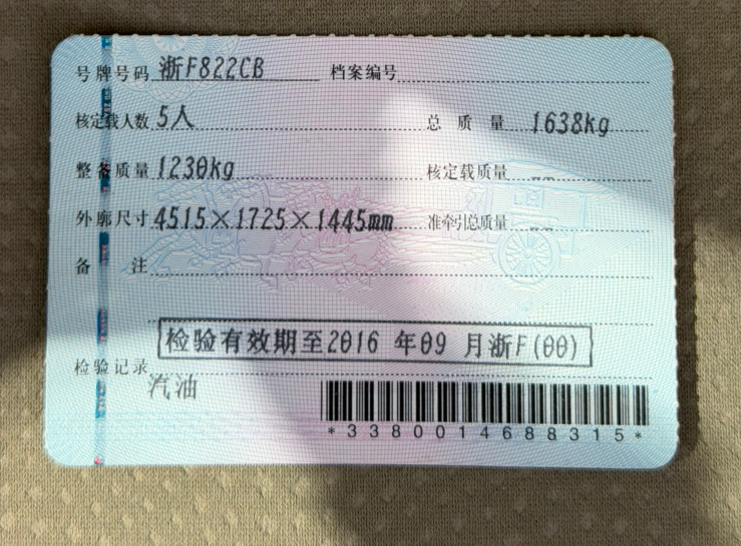 号牌号码 浙F822CB 档案编号
核定载人数 5人 总质量 1638kg
整备质量 1230kg 核定载质量 --
外廓尺寸 4515×1725×1445mm 准牵引总质量 --
备注
检验有效期至2016 年09 月浙F(00)
检验记录
汽油
*3380014688315*